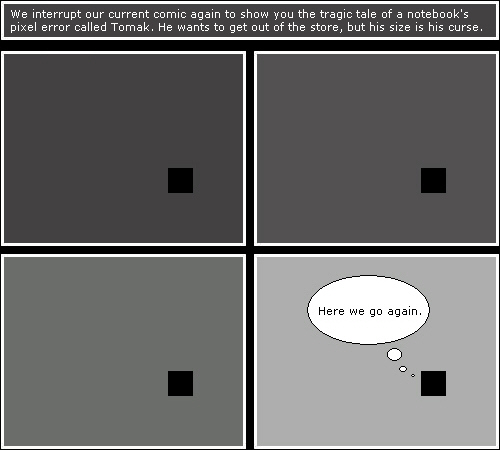 We interrupt our current comic again to show you the tragic tale of a notebook's
pixel error called Tomak. He wants to get out of the store, but his size is his curse.
Here we go again.